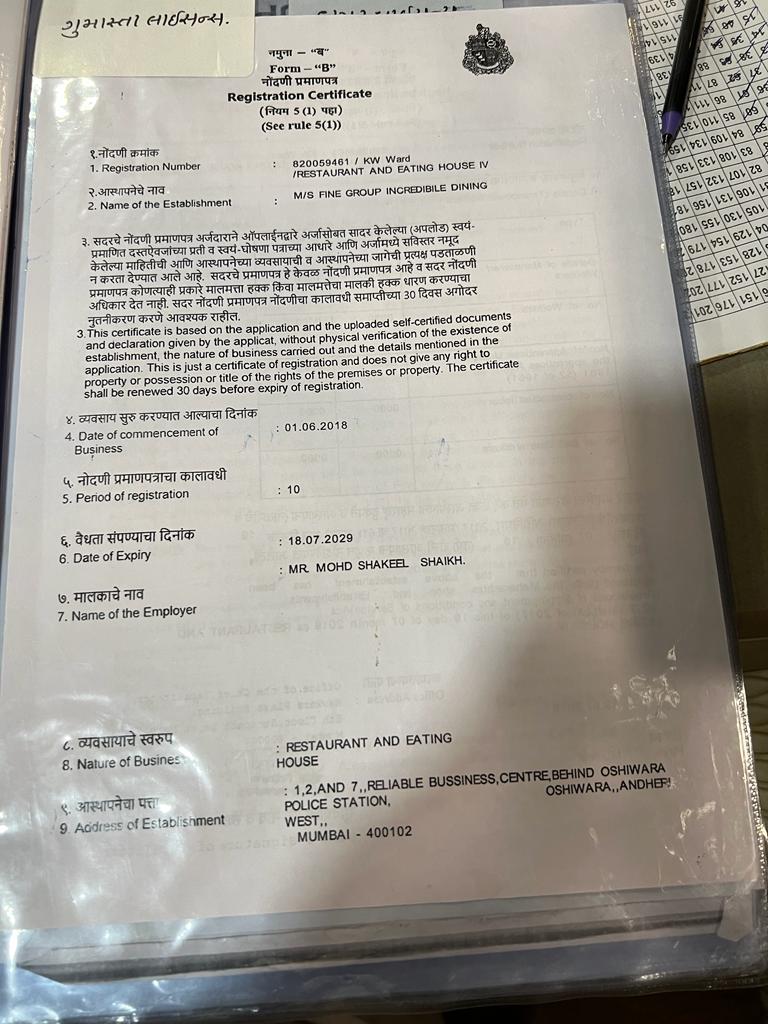 ગુમાસ્તા લાઈસન્સ.
नमुना – "ब"
Form – "B"
नोंदणी प्रमाणपत्र
Registration Certificate
(नियम 5 (1) पहा)
(See rule 5(1))
१.नोंदणी क्रमांक
1. Registration Number : 820059461 / KW Ward
/RESTAURANT AND EATING HOUSE IV
२.आस्थापनेचे नाव
2. Name of the Establishment : M/S FINE GROUP INCREDIBILE DINING
३. सदरचे नोंदणी प्रमाणपत्र अर्जदाराने ऑपलाईनद्वारे अर्जासोबत सादर केलेल्या (अपलोड) स्वयं-
प्रमाणित दस्तऐवजांच्या प्रती व स्वयं-घोषणा पत्राच्या आधारे आणि अर्जामध्ये सविस्तर नमूद
केलेल्या माहितीची आणि आस्थापनेच्या व्यवसायाची व आस्थापनेच्या जागेची प्रत्यक्ष पडताळणी
न करता देण्यात आले आहे. सदरचे प्रमाणपत्र हे केवळ नोंदणी प्रमाणपत्र आहे व सदर नोंदणी
प्रमाणपत्र कोणत्याही प्रकारे मालमत्ता हक्क किंवा मालमत्तेचा मालकी हक्क धारण करण्याचा
अधिकार देत नाही. सदर नोंदणी प्रमाणपत्र नोंदणीचा कालावधी समाप्तीच्या 30 दिवस अगोदर
नुतनीकरण करणे आवश्यक राहील.
3.This certificate is based on the application and the uploaded self-certified documents
and declaration given by the applicat, without physical verification of the existence of
establishment, the nature of business carried out and the details mentioned in the
application. This is just a certificate of registration and does not give any right to
property or possession or title of the rights of the premises or property. The certificate
shall be renewed 30 days before expiry of registration.
४. व्यवसाय सुरु करण्यात आल्याचा दिनांक
4. Date of commencement of : 01.06.2018
Business
५. नोदणी प्रमाणपत्राचा कालावधी
5. Period of registration : 10
६. वैधता संपण्याचा दिनांक : 18.07.2029
6. Date of Expiry
: MR. MOHD SHAKEEL SHAIKH.
७. मालकाचे नाव
7. Name of the Employer
८. व्यवसायाचे स्वरुप : RESTAURANT AND EATING
8. Nature of Busines HOUSE
: 1,2,AND 7,,RELIABLE BUSSINESS,CENTRE,BEHIND OSHIWARA
९. आस्थापनेचा पत्ता POLICE STATION, OSHIWARA,,ANDHERI
9. Address of Establishment WEST,,
MUMBAI - 400102